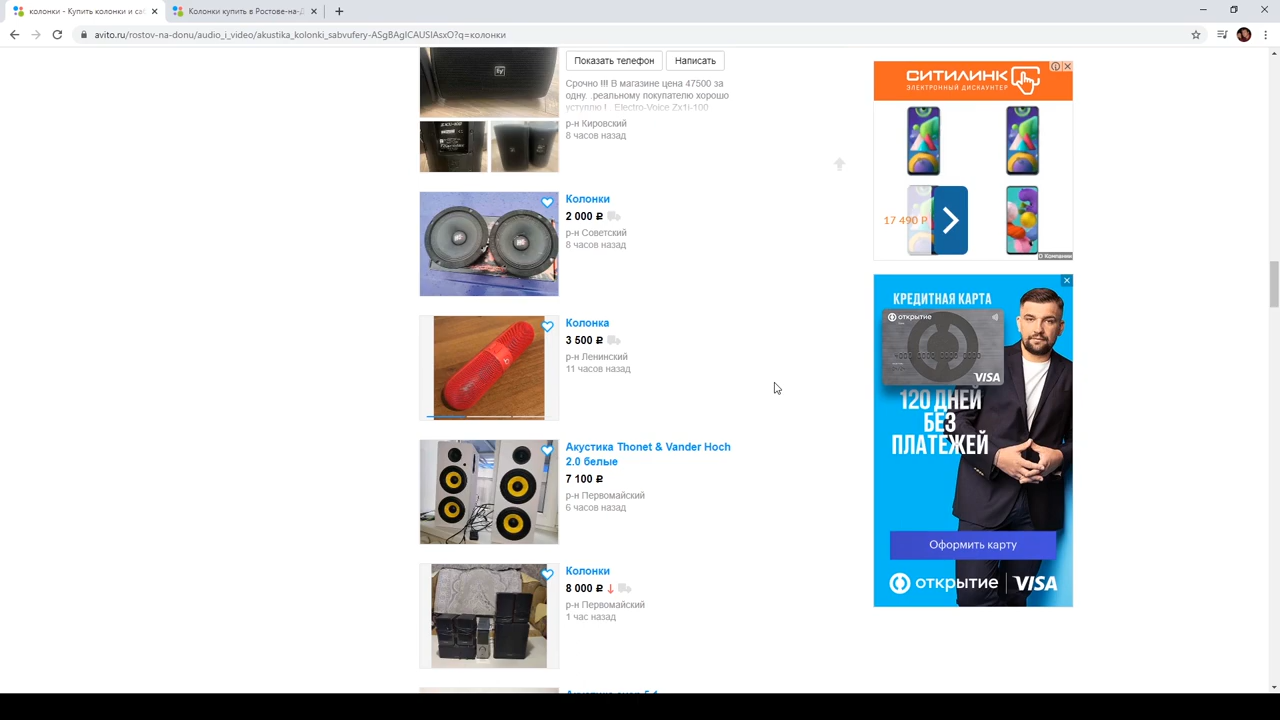 колонки - Купить колонки и саб
Колонки купить в Ростове-на-Д
avito.ru/rostov-na-donu/audio_i_video/akustika_kolonki_sabvufery-ASgBAgICAUSIAsxO?q=колонки
Показать телефон
Написать
Срочно !!! В магазине цена 47500 за
одну. .реальному покупателю хорошо
уступлю !.. Electro-Voice Zx1i-100
р-н Кировский
8 часов назад
Колонки
2 000 ₽
р-н Советский
8 часов назад
Колонка
3 500 ₽
р-н Ленинский
11 часов назад
Акустика Thonet & Vander Hoch
2.0 белые
7 100 ₽
р-н Первомайский
6 часов назад
Колонки
8 000 ₽ ↓
р-н Первомайский
1 час назад
СИТИЛИНК
ЭЛЕКТРОННЫЙ ДИСКАУНТЕР
17 490 Р
О Компании
КРЕДИТНАЯ КАРТА
открытие
VISA
120 ДНЕЙ
БЕЗ
ПЛАТЕЖЕЙ
Оформить карту
открытие VISA